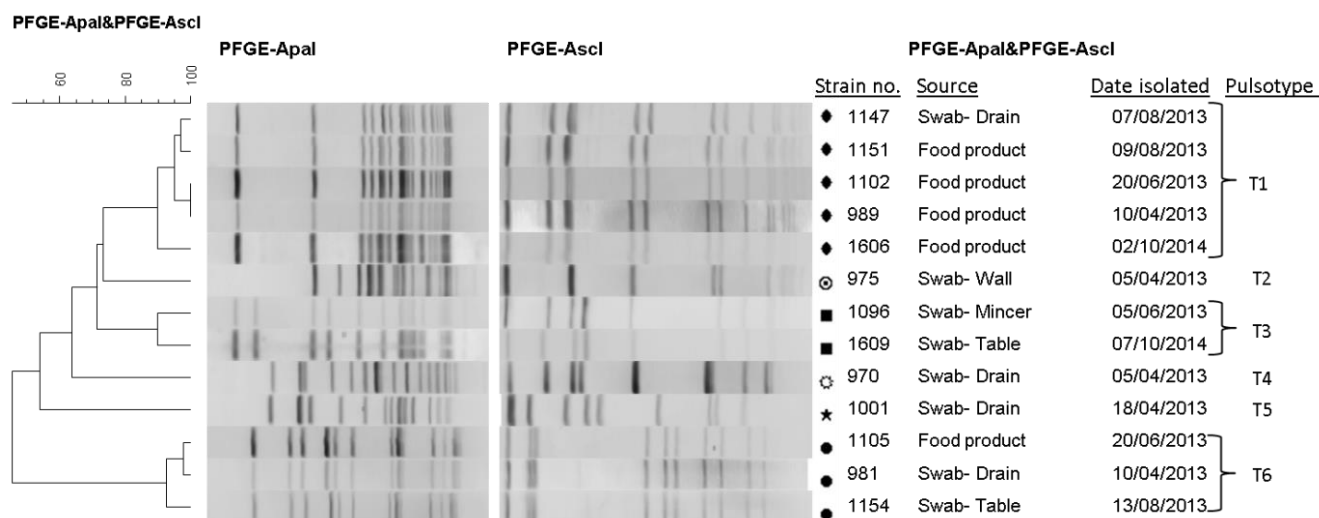 PFGE-ApaI&PFGE-AscI
PFGE-ApaI PFGE-AscI PFGE-ApaI&PFGE-AscI
60 80 100
Strain no. Source Date isolated Pulsotype
1147 Swab- Drain 07/08/2013
1151 Food product 09/08/2013
1102 Food product 20/06/2013 T1
989 Food product 10/04/2013
1606 Food product 02/10/2014
975 Swab- Wall 05/04/2013 T2
1096 Swab- Mincer 05/06/2013
T3
1609 Swab- Table 07/10/2014
970 Swab- Drain 05/04/2013 T4
1001 Swab- Drain 18/04/2013 T5
1105 Food product 20/06/2013
981 Swab- Drain 10/04/2013 T6
1154 Swab- Table 13/08/2013